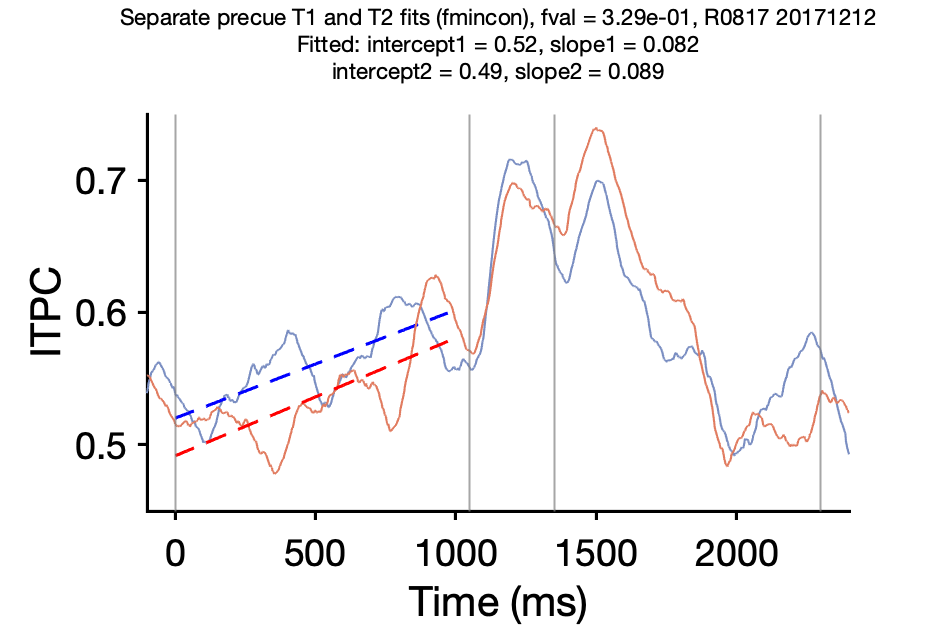 Separate precue T1 and T2 fits (fmincon), fval = 3.29e-01, R0817 20171212
Fitted: intercept1 = 0.52, slope1 = 0.082
intercept2 = 0.49, slope2 = 0.089
0.7
0.6
0.5
ITPC
0 500 1000 1500 2000
Time (ms)